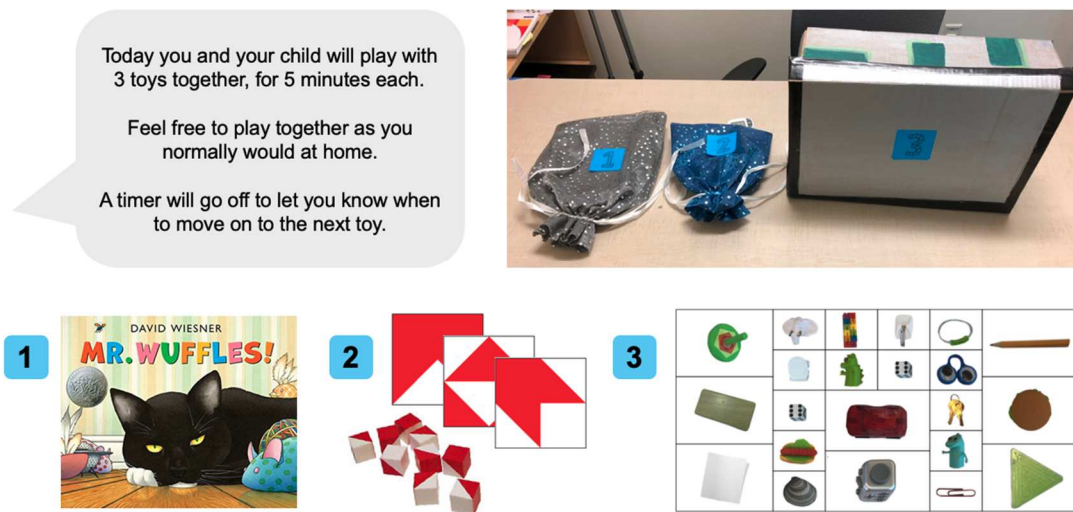 Today you and your child will play with
3 toys together, for 5 minutes each.
Feel free to play together as you
normally would at home.
A timer will go off to let you know when
to move on to the next toy.
1
2
3
1
DAVID WIESNER
MR. WUFFLES!
2
3